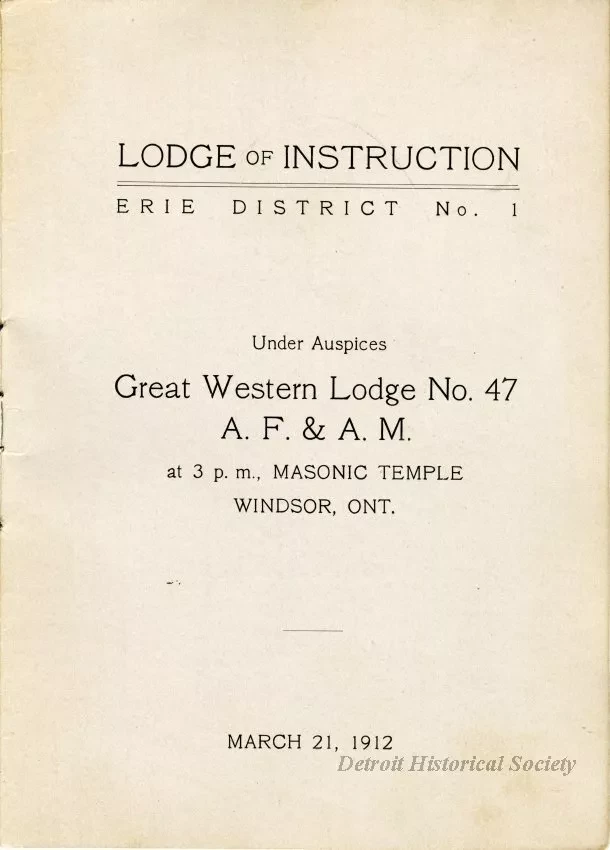 LODGE OF INSTRUCTION
ERIE DISTRICT No. 1
Under Auspices
Great Western Lodge No. 47
A. F. & A. M.
at 3 p. m., MASONIC TEMPLE
WINDSOR, ONT.
MARCH 21, 1912
Detroit Historical Society